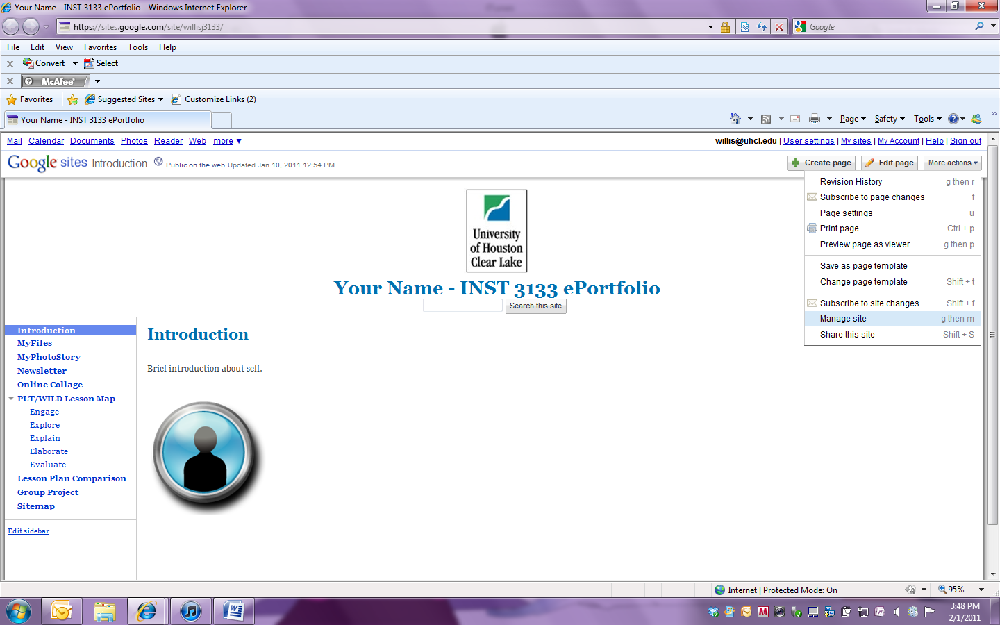 Your Name - INST 3133 ePortfolio - Windows Internet Explorer
https://sites.google.com/site/willisj3133/
Google
File Edit View Favorites Tools Help
x Convert Select
x McAfee
Favorites Suggested Sites Customize Links (2)
Your Name - INST 3133 ePortfolio
Page Safety Tools »
Mail Calendar Documents Photos Reader Web more ▼
willis@uhcl.edu | User settings | My sites | My Account | Help | Sign out
Google sites Introduction Public on the web Updated Jan 10, 2011 12:54 PM
Create page Edit page More actions
Revision History g then r
Subscribe to page changes f
Page settings u
Print page Ctrl + p
Preview page as viewer g then p
Save as page template
Change page template Shift + t
Subscribe to site changes Shift + f
Manage site g then m
Share this site Shift + S
University
of Houston
Clear Lake
Your Name - INST 3133 ePortfolio
Search this site
Introduction
MyFiles
MyPhotoStory
Newsletter
Online Collage
PLT/WILD Lesson Map
Engage
Explore
Explain
Elaborate
Evaluate
Lesson Plan Comparison
Group Project
Sitemap
Edit sidebar
Introduction
Brief introduction about self.
Internet | Protected Mode: On
95%
3:48 PM
2/1/2011